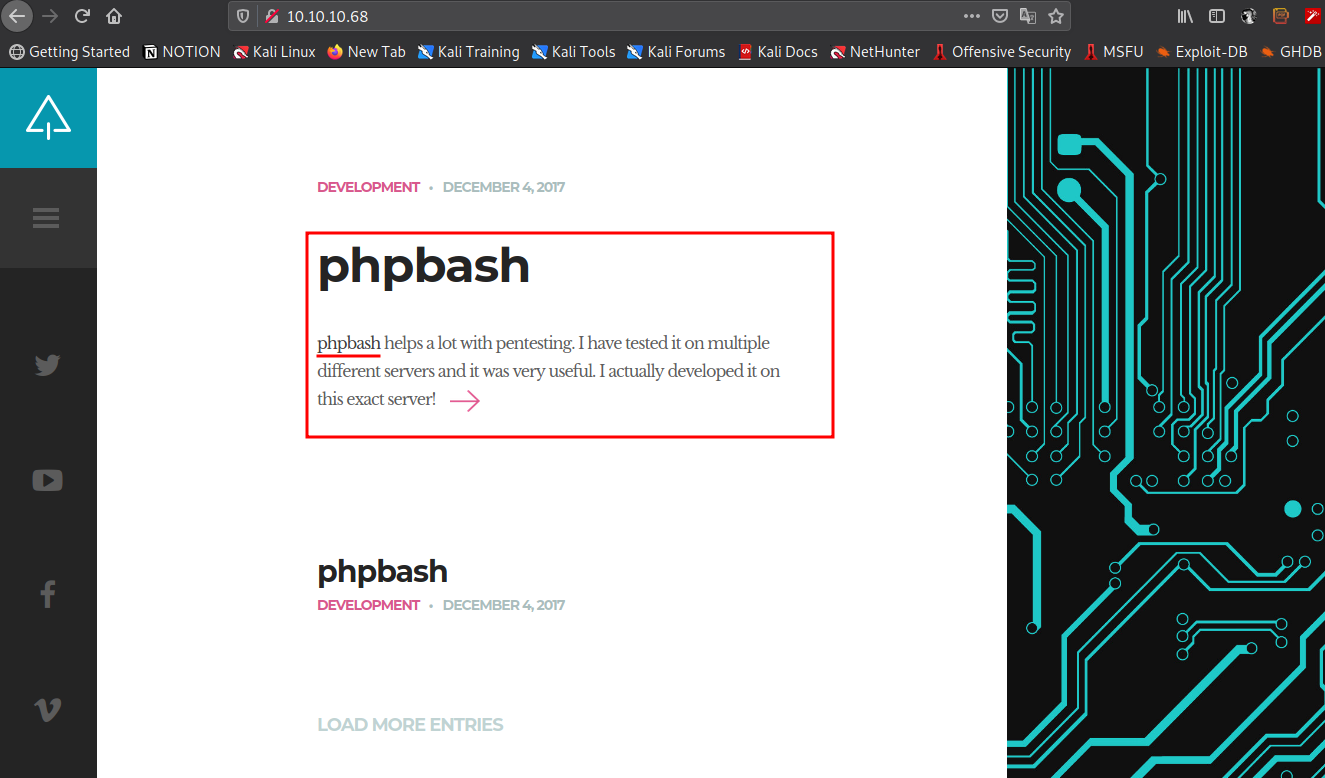 10.10.10.68
Getting Started NOTION Kali Linux New Tab Kali Training Kali Tools Kali Forums Kali Docs NetHunter Offensive Security MSFU Exploit-DB GHDB
DEVELOPMENT • DECEMBER 4, 2017
phpbash
phpbash helps a lot with pentesting. I have tested it on multiple
different servers and it was very useful. I actually developed it on
this exact server!
phpbash
DEVELOPMENT • DECEMBER 4, 2017
LOAD MORE ENTRIES